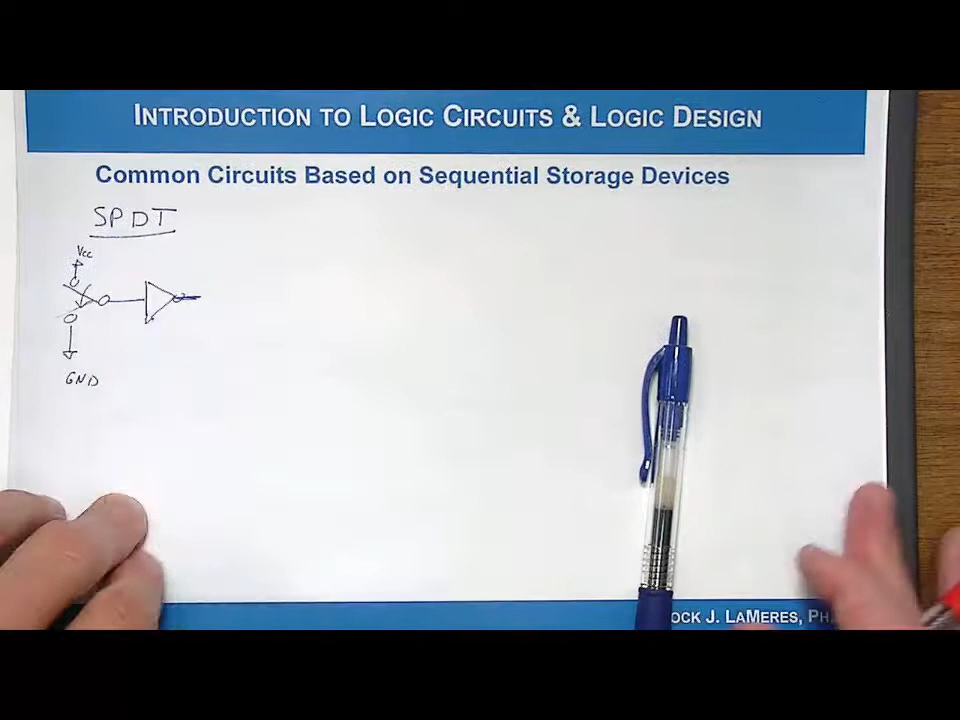 INTRODUCTION TO LOGIC CIRCUITS & LOGIC DESIGN
Common Circuits Based on Sequential Storage Devices
SPDT
Vcc
GND
J. LAMERES,